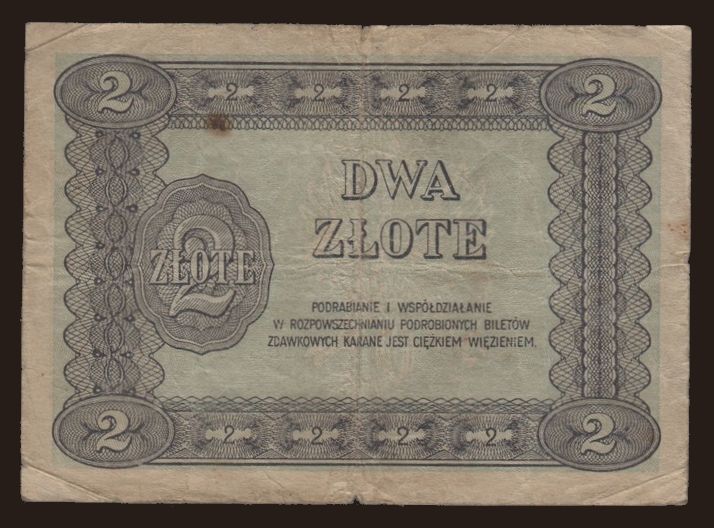 2 2 2 2 2 2
DWA
ZŁOTE
2
ZŁOTE
PODRABIANIE I WSPÓŁDZIAŁANIE
W ROZPOWSZECHNIANIU PODROBIONYCH BILETÓW
ZDAWKOWYCH KARANE JEST CIĘŻKIEM WIĘZIENIEM.
2 2 2 2 2 2